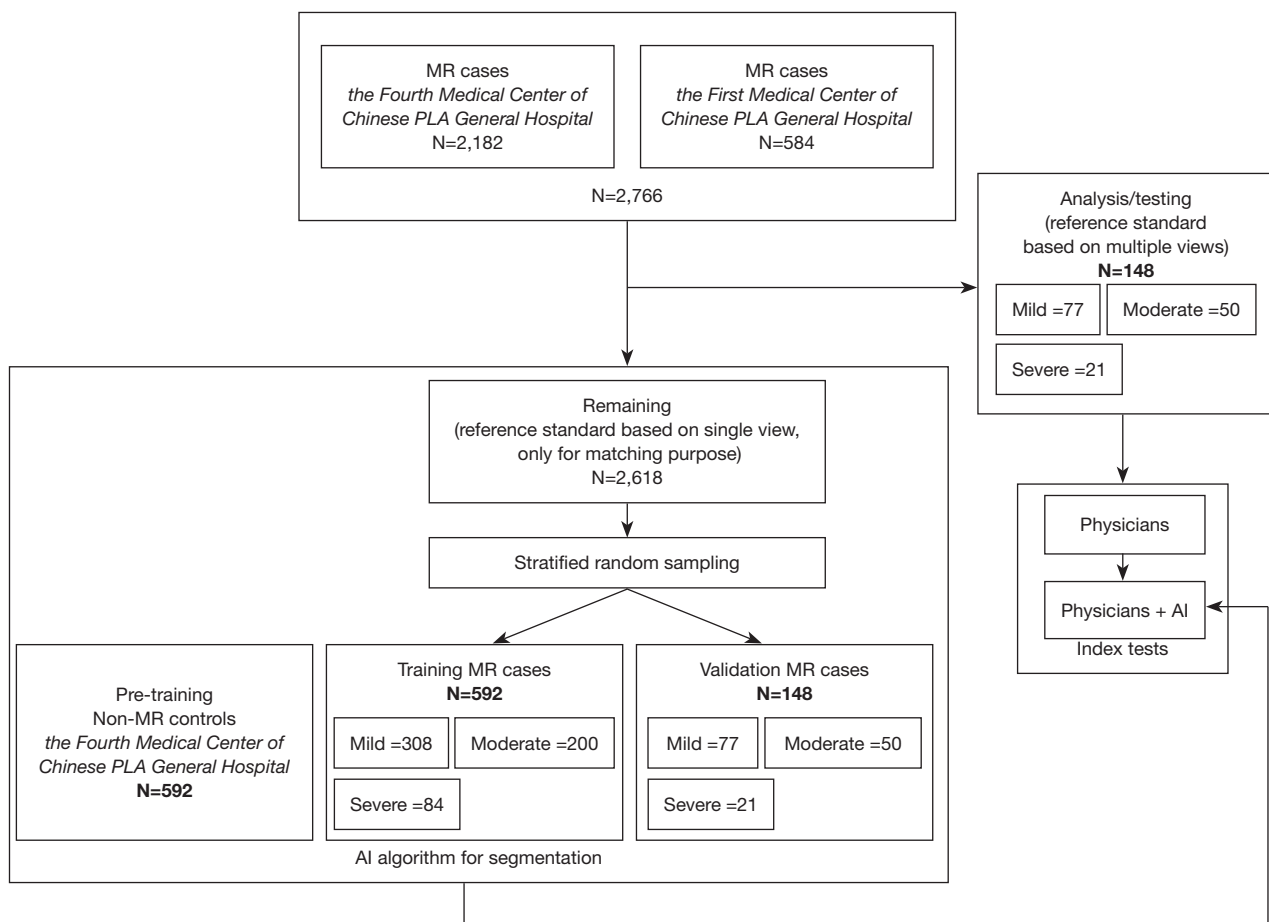 MR cases
the Fourth Medical Center of
Chinese PLA General Hospital
N=2,182
MR cases
the First Medical Center of
Chinese PLA General Hospital
N=584
N=2,766
Analysis/testing
(reference standard
based on multiple views)
N=148
Mild =77
Moderate =50
Severe =21
Remaining
(reference standard based on single view,
only for matching purpose)
N=2,618
Stratified random sampling
Physicians
Physicians + AI
Index tests
Pre-training
Non-MR controls
the Fourth Medical Center of
Chinese PLA General Hospital
N=592
Training MR cases
N=592
Mild =308
Moderate =200
Severe =84
Validation MR cases
N=148
Mild =77
Moderate =50
Severe =21
AI algorithm for segmentation